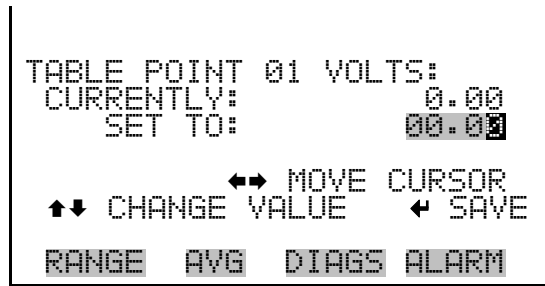 TABLE POINT 01 VOLTS:
CURRENTLY: 0.00
SET TO: 00.00
←→ MOVE CURSOR
↑↓ CHANGE VALUE ↵ SAVE
RANGE AVG DIAGS ALARM